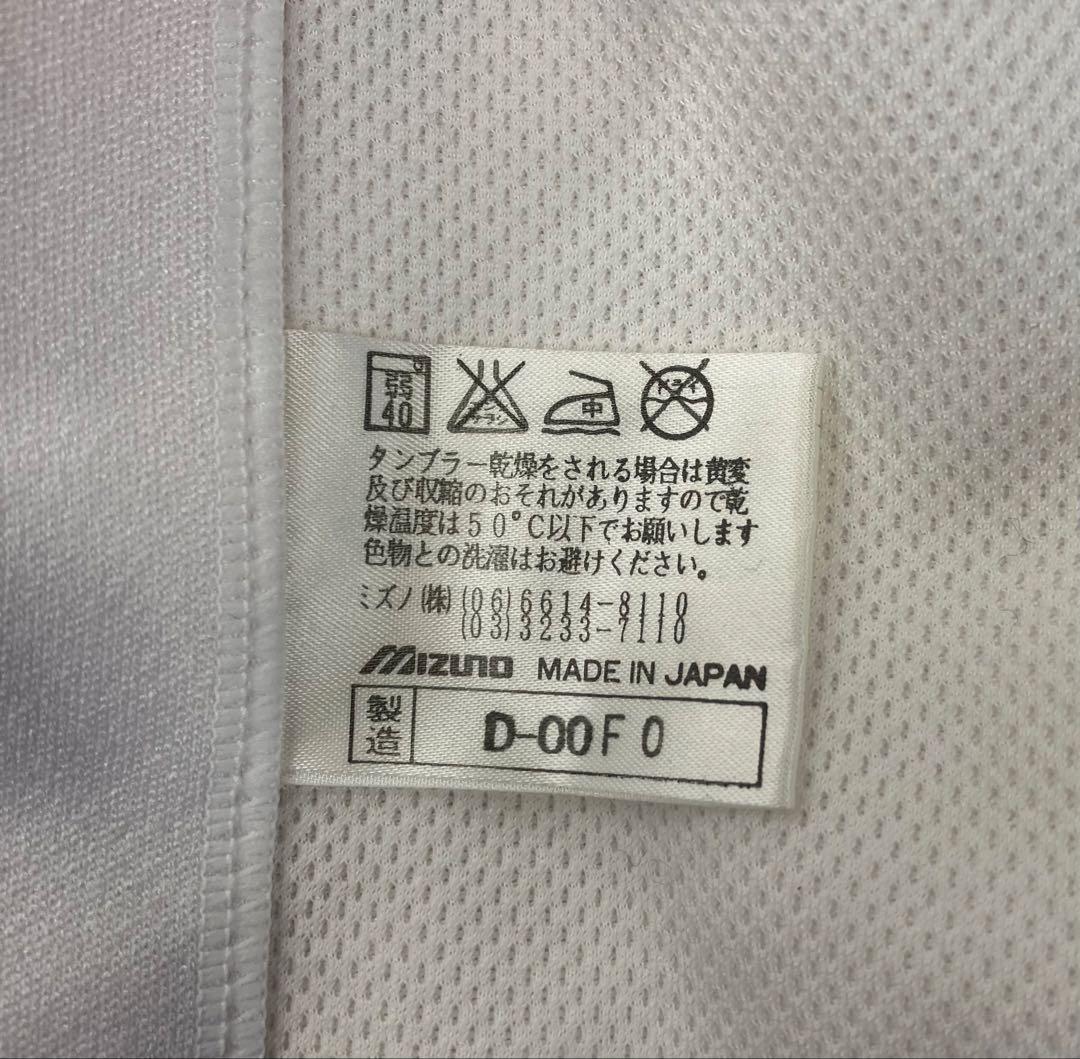 弱
40
中
ドライ
タンブラー乾燥をされる場合は黄変
及び収縮のおそれがありますので乾
燥温度は50°C以下でお願いします
色物との洗濯はお避けください。
ミズノ(株)(06)6614-8110
(03)3233-7110
MIZUNO MADE IN JAPAN
製造 D-00F0